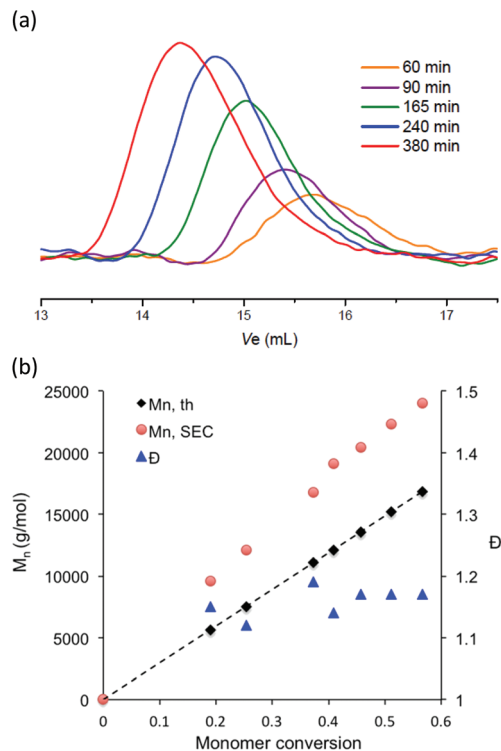 (a)
60 min
90 min
165 min
240 min
380 min
13 14 15 16 17
Ve (mL)
(b)
25000
20000
15000
10000
5000
0
Mn (g/mol)
Mn, th
Mn, SEC
Đ
1.5
1.4
1.3
1.2
1.1
1
Đ
0 0.1 0.2 0.3 0.4 0.5 0.6
Monomer conversion